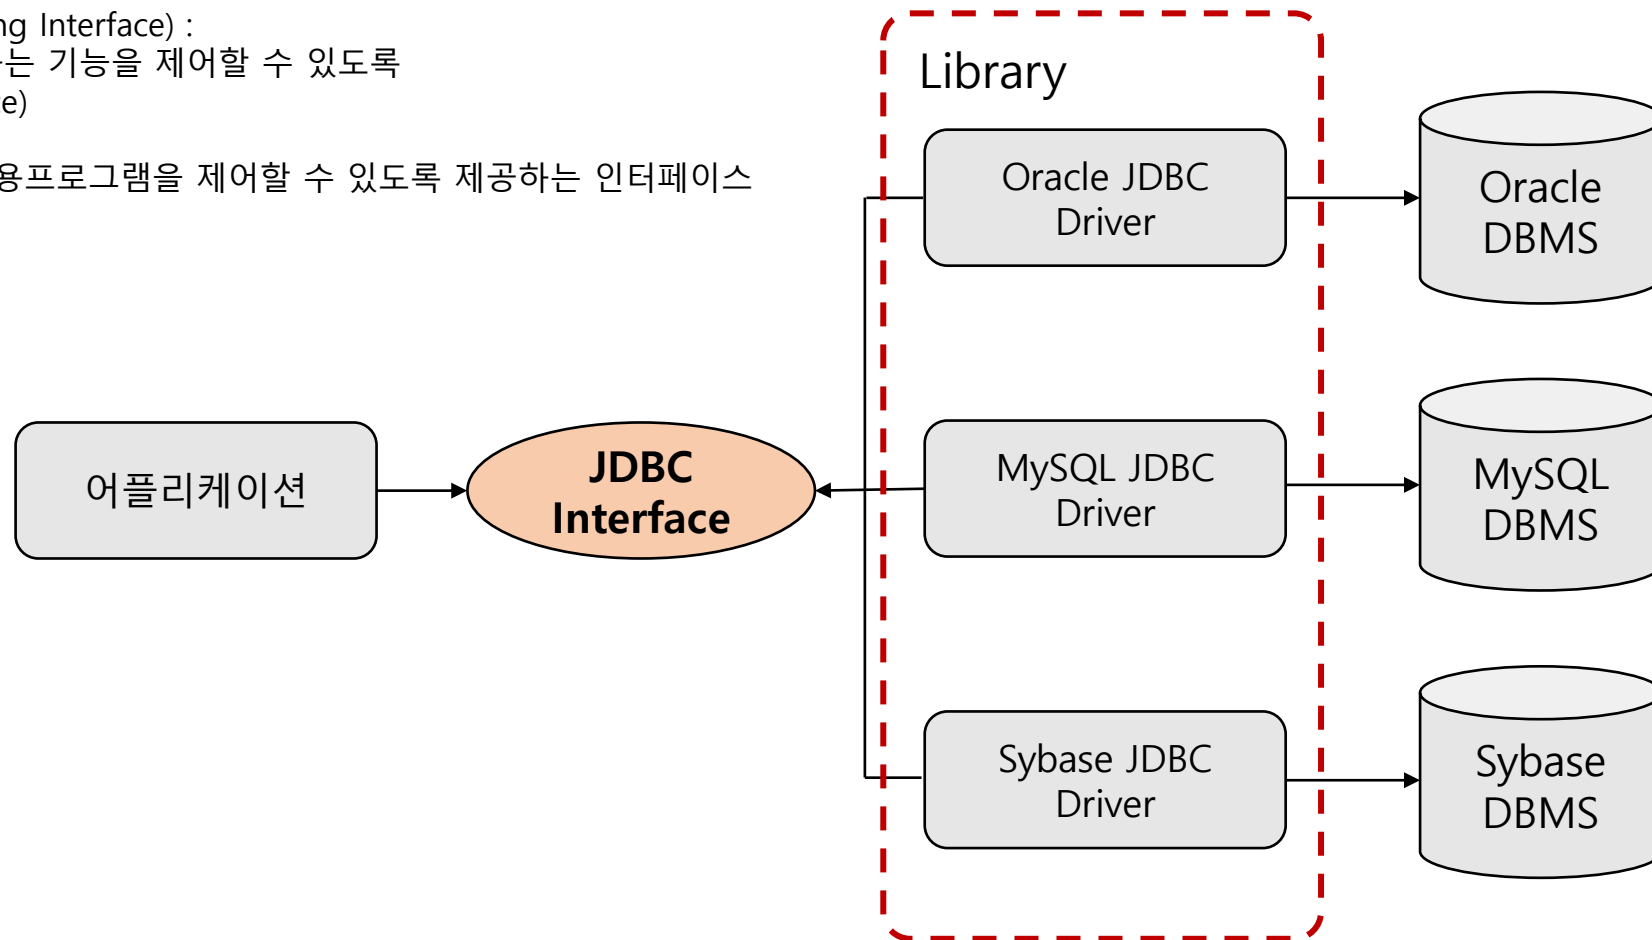 ng Interface) :
는 기능을 제어할 수 있도록
e)
용프로그램을 제어할 수 있도록 제공하는 인터페이스
Library
Oracle JDBC
Driver
Oracle
DBMS
어플리케이션
JDBC
Interface
MySQL JDBC
Driver
MySQL
DBMS
Sybase JDBC
Driver
Sybase
DBMS